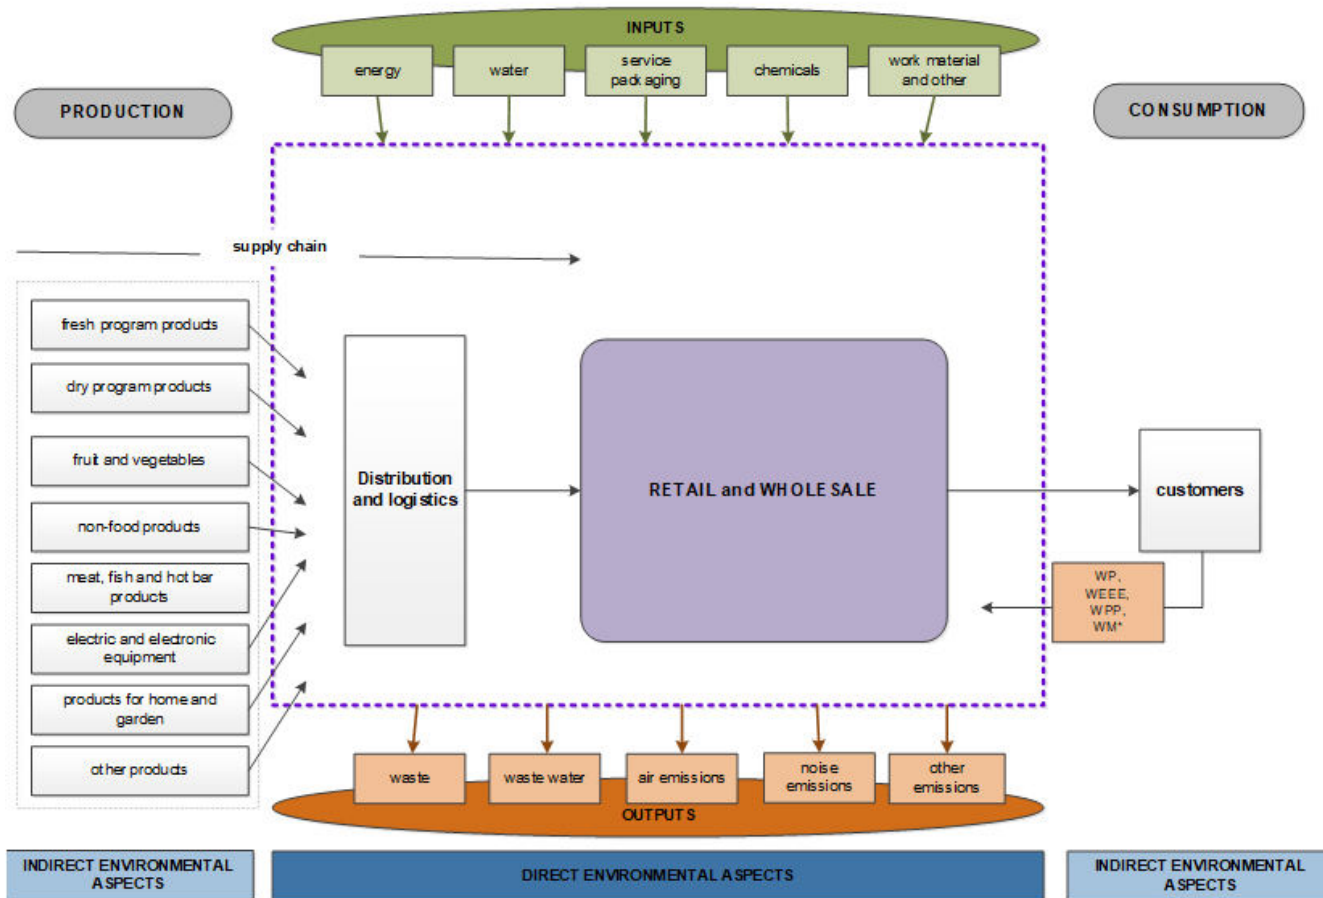 INPUTS
energy
water
service
packaging
chemicals
work material
and other
PRODUCTION
CONSUMPTION
supply chain
fresh program products
dry program products
fruit and vegetables
non-food products
meat, fish and hot bar
products
electric and electronic
equipment
products for home and
garden
other products
Distribution
and logistics
RETAIL and WHOLESALE
customers
WP,
WEEE,
WPP,
WM*
waste
waste water
air emissions
noise
emissions
other
emissions
OUTPUTS
INDIRECT ENVIRONMENTAL
ASPECTS
DIRECT ENVIRONMENTAL ASPECTS
INDIRECT ENVIRONMENTAL
ASPECTS